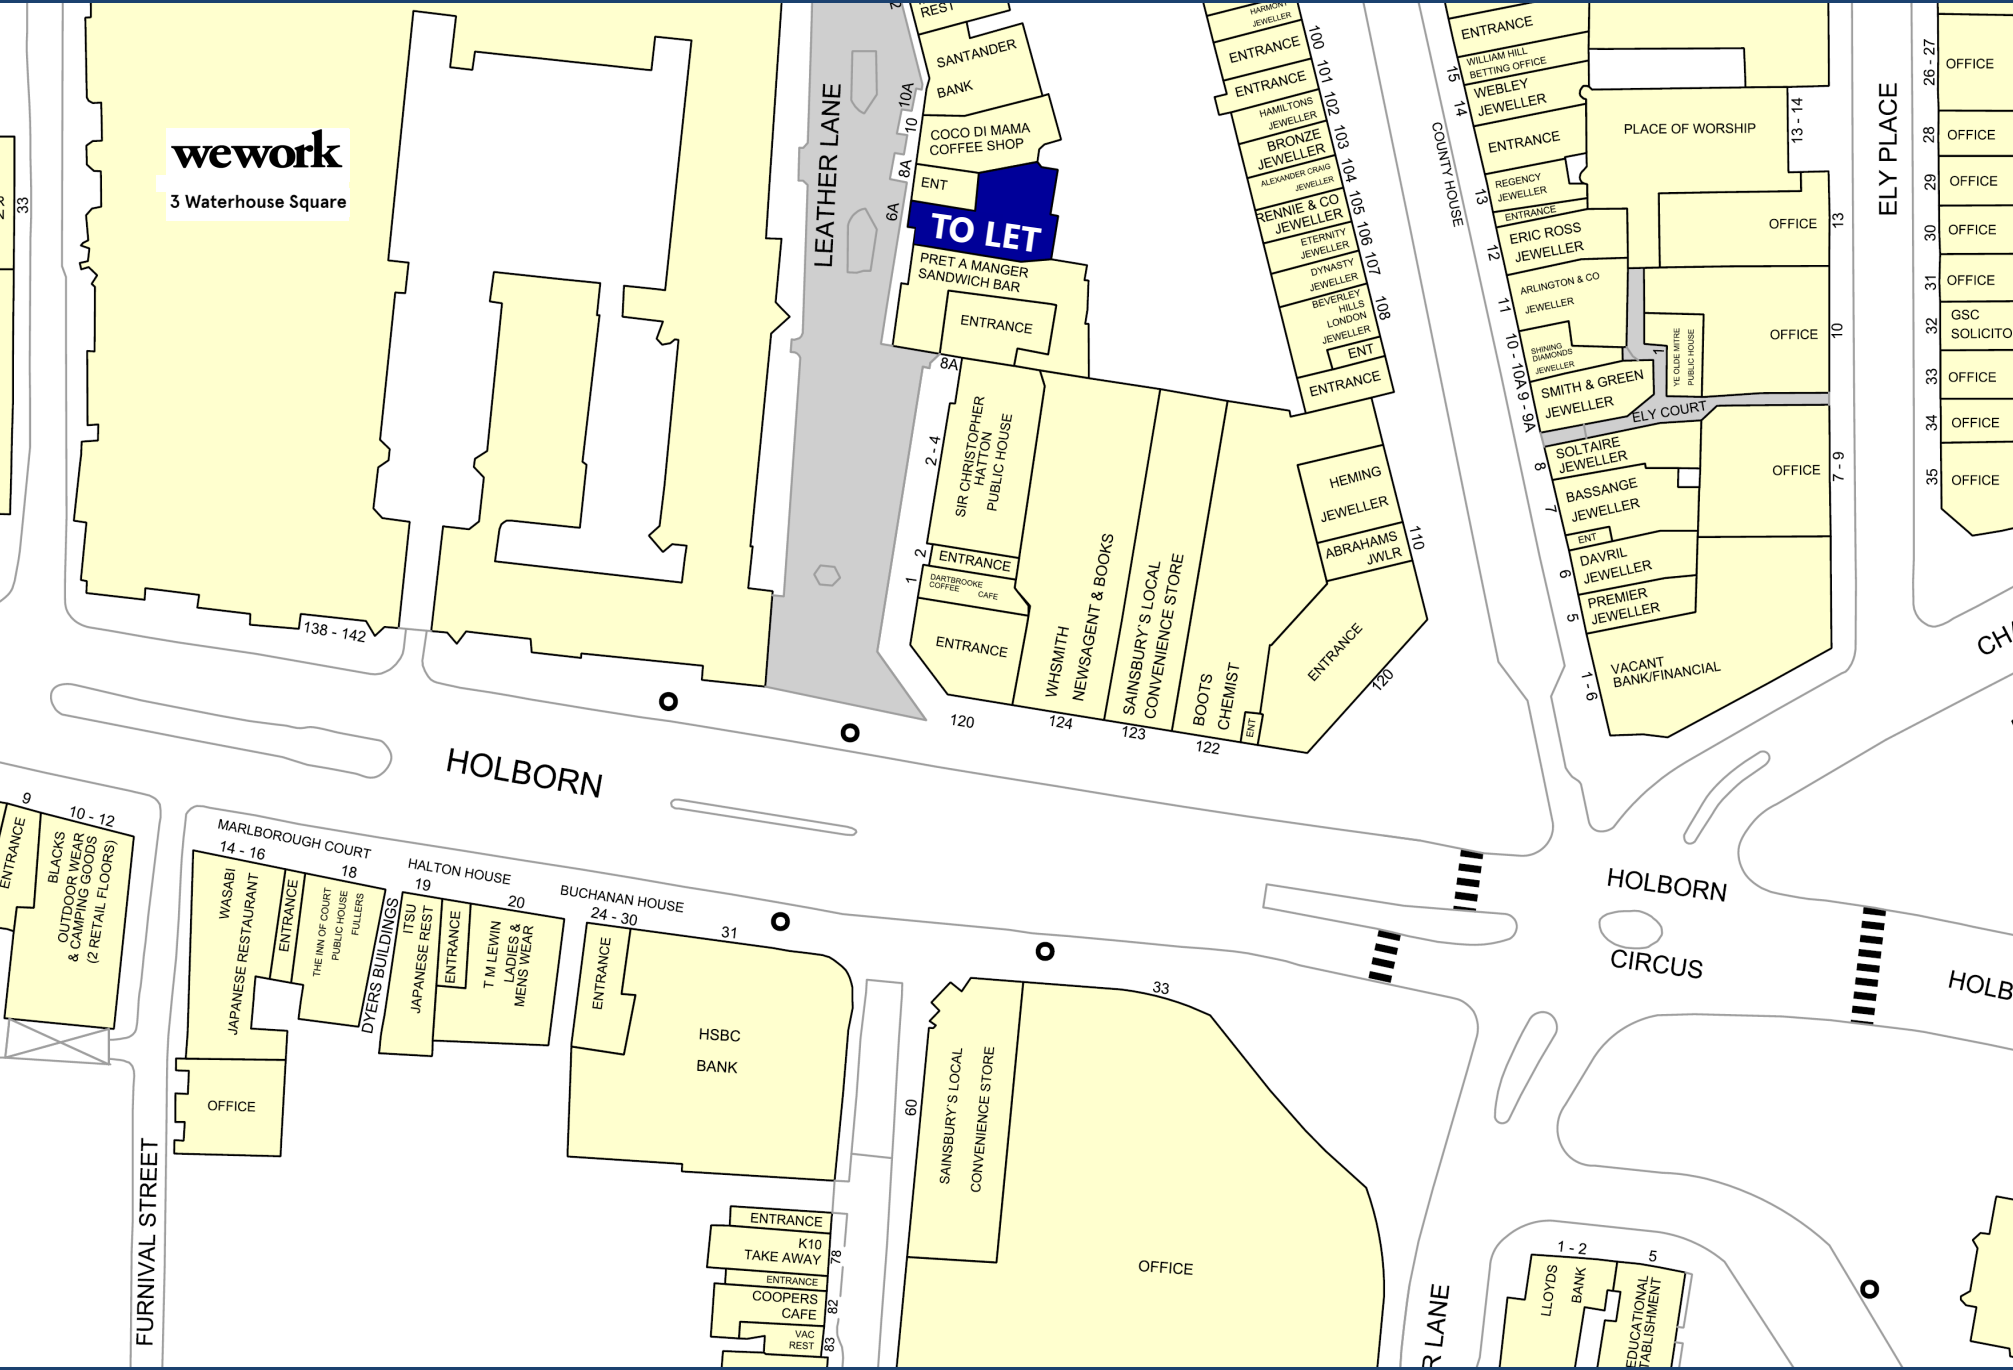 wework
3 Waterhouse Square
33
138 - 142
LEATHER LANE
REST
SANTANDER
BANK
10A
10
COCO DI MAMA
COFFEE SHOP
8A
ENT
6A
TO LET
PRET A MANGER
SANDWICH BAR
ENTRANCE
8A
SIR CHRISTOPHER
HATTON
PUBLIC HOUSE
2 - 4
2
ENTRANCE
1
DARTBROOKE
COFFEE
CAFE
ENTRANCE
120
WHSMITH
NEWSAGENT & BOOKS
124
SAINSBURY'S LOCAL
CONVENIENCE STORE
123
BOOTS
CHEMIST
122
ENT
ENTRANCE
120
HEMING
JEWELLER
ABRAHAMS
JWLR
110
JEWELLER
ENTRANCE
100
ENTRANCE
101
HAMILTONS
JEWELLER
102
BRONZE
JEWELLER
103
ALEXANDER CRAIG
JEWELLER
104
RENNIE & CO
JEWELLER
105
ETERNITY
JEWELLER
106
DYNASTY
JEWELLER
107
BEVERLEY
HILLS
LONDON
JEWELLER
108
ENT
ENTRANCE
COUNTY HOUSE
ENTRANCE
WILLIAM HILL
BETTING OFFICE
15
WEBLEY
JEWELLER
14
ENTRANCE
REGENCY
JEWELLER
13
ENTRANCE
ERIC ROSS
JEWELLER
12
ARLINGTON & CO
JEWELLER
11
SHINING
DIAMONDS
JEWELLER
10 - 10A
SMITH & GREEN
JEWELLER
9 - 9A
ELY COURT
SOLTAIRE
JEWELLER
8
BASSANGE
JEWELLER
7
ENT
DAVRIL
JEWELLER
6
PREMIER
JEWELLER
5
VACANT
BANK/FINANCIAL
1 - 6
PLACE OF WORSHIP
13 - 14
OFFICE
13
OFFICE
10
1
YE OLDE MITRE
PUBLIC HOUSE
OFFICE
7 - 9
ELY PLACE
26 - 27
OFFICE
28
OFFICE
29
OFFICE
30
OFFICE
31
OFFICE
32
GSC
SOLICITO
33
OFFICE
34
OFFICE
35
OFFICE
CHA
HOLBORN
HOLBORN
CIRCUS
HOLB
9
ENTRANCE
10 - 12
BLACKS
OUTDOOR WEAR
& CAMPING GOODS
(2 RETAIL FLOORS)
MARLBOROUGH COURT
14 - 16
WASABI
JAPANESE RESTAURANT
ENTRANCE
18
THE INN OF COURT
PUBLIC HOUSE
FULLERS
DYERS BUILDINGS
HALTON HOUSE
19
ITSU
JAPANESE REST
ENTRANCE
20
T M LEWIN
LADIES &
MENS WEAR
BUCHANAN HOUSE
24 - 30
ENTRANCE
31
HSBC
BANK
OFFICE
FURNIVAL STREET
33
60
SAINSBURY'S LOCAL
CONVENIENCE STORE
OFFICE
ENTRANCE
K10
TAKE AWAY
78
ENTRANCE
COOPERS
CAFE
82
VAC
REST
83
R LANE
1 - 2
LLOYDS
BANK
5
EDUCATIONAL
TABLISHMENT